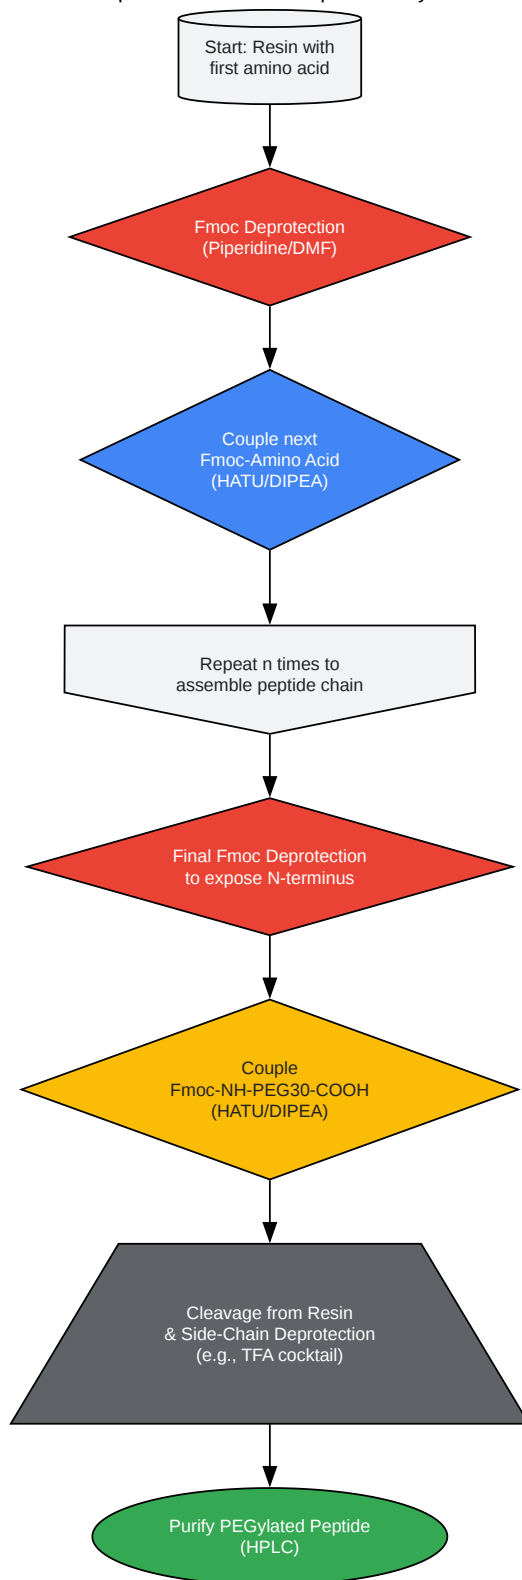 Start: Resin with
first amino acid
Fmoc Deprotection
(Piperidine/DMF)
Couple next
Fmoc-Amino Acid
(HATU/DIPEA)
Repeat n times to
assemble peptide chain
Final Fmoc Deprotection
to expose N-terminus
Couple
Fmoc-NH-PEG30-COOH
(HATU/DIPEA)
Cleavage from Resin
& Side-Chain Deprotection
(e.g., TFA cocktail)
Purify PEGylated Peptide
(HPLC)